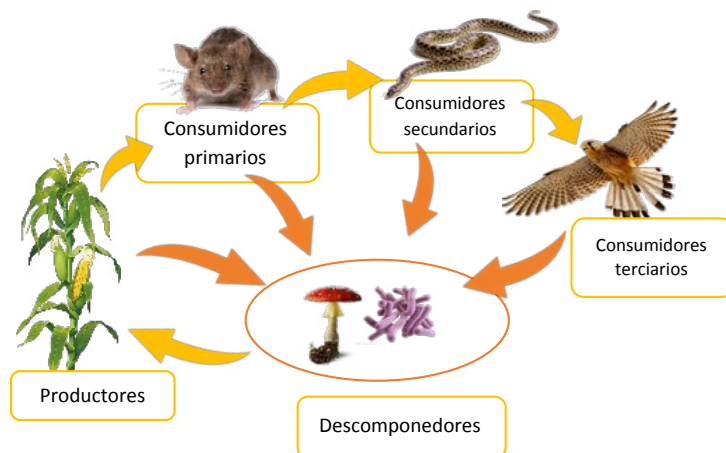 Consumidores
primarios
Consumidores
secundarios
Consumidores
terciarios
Productores
Descomponedores